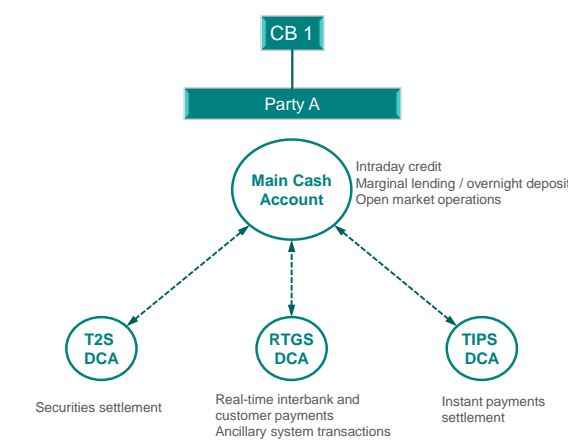 CB 1
Party A
Main Cash
Account
Intraday credit
Marginal lending / overnight deposit
Open market operations
T2S
DCA
RTGS
DCA
TIPS
DCA
Securities settlement
Real-time interbank and
customer payments
Ancillary system transactions
Instant payments
settlement